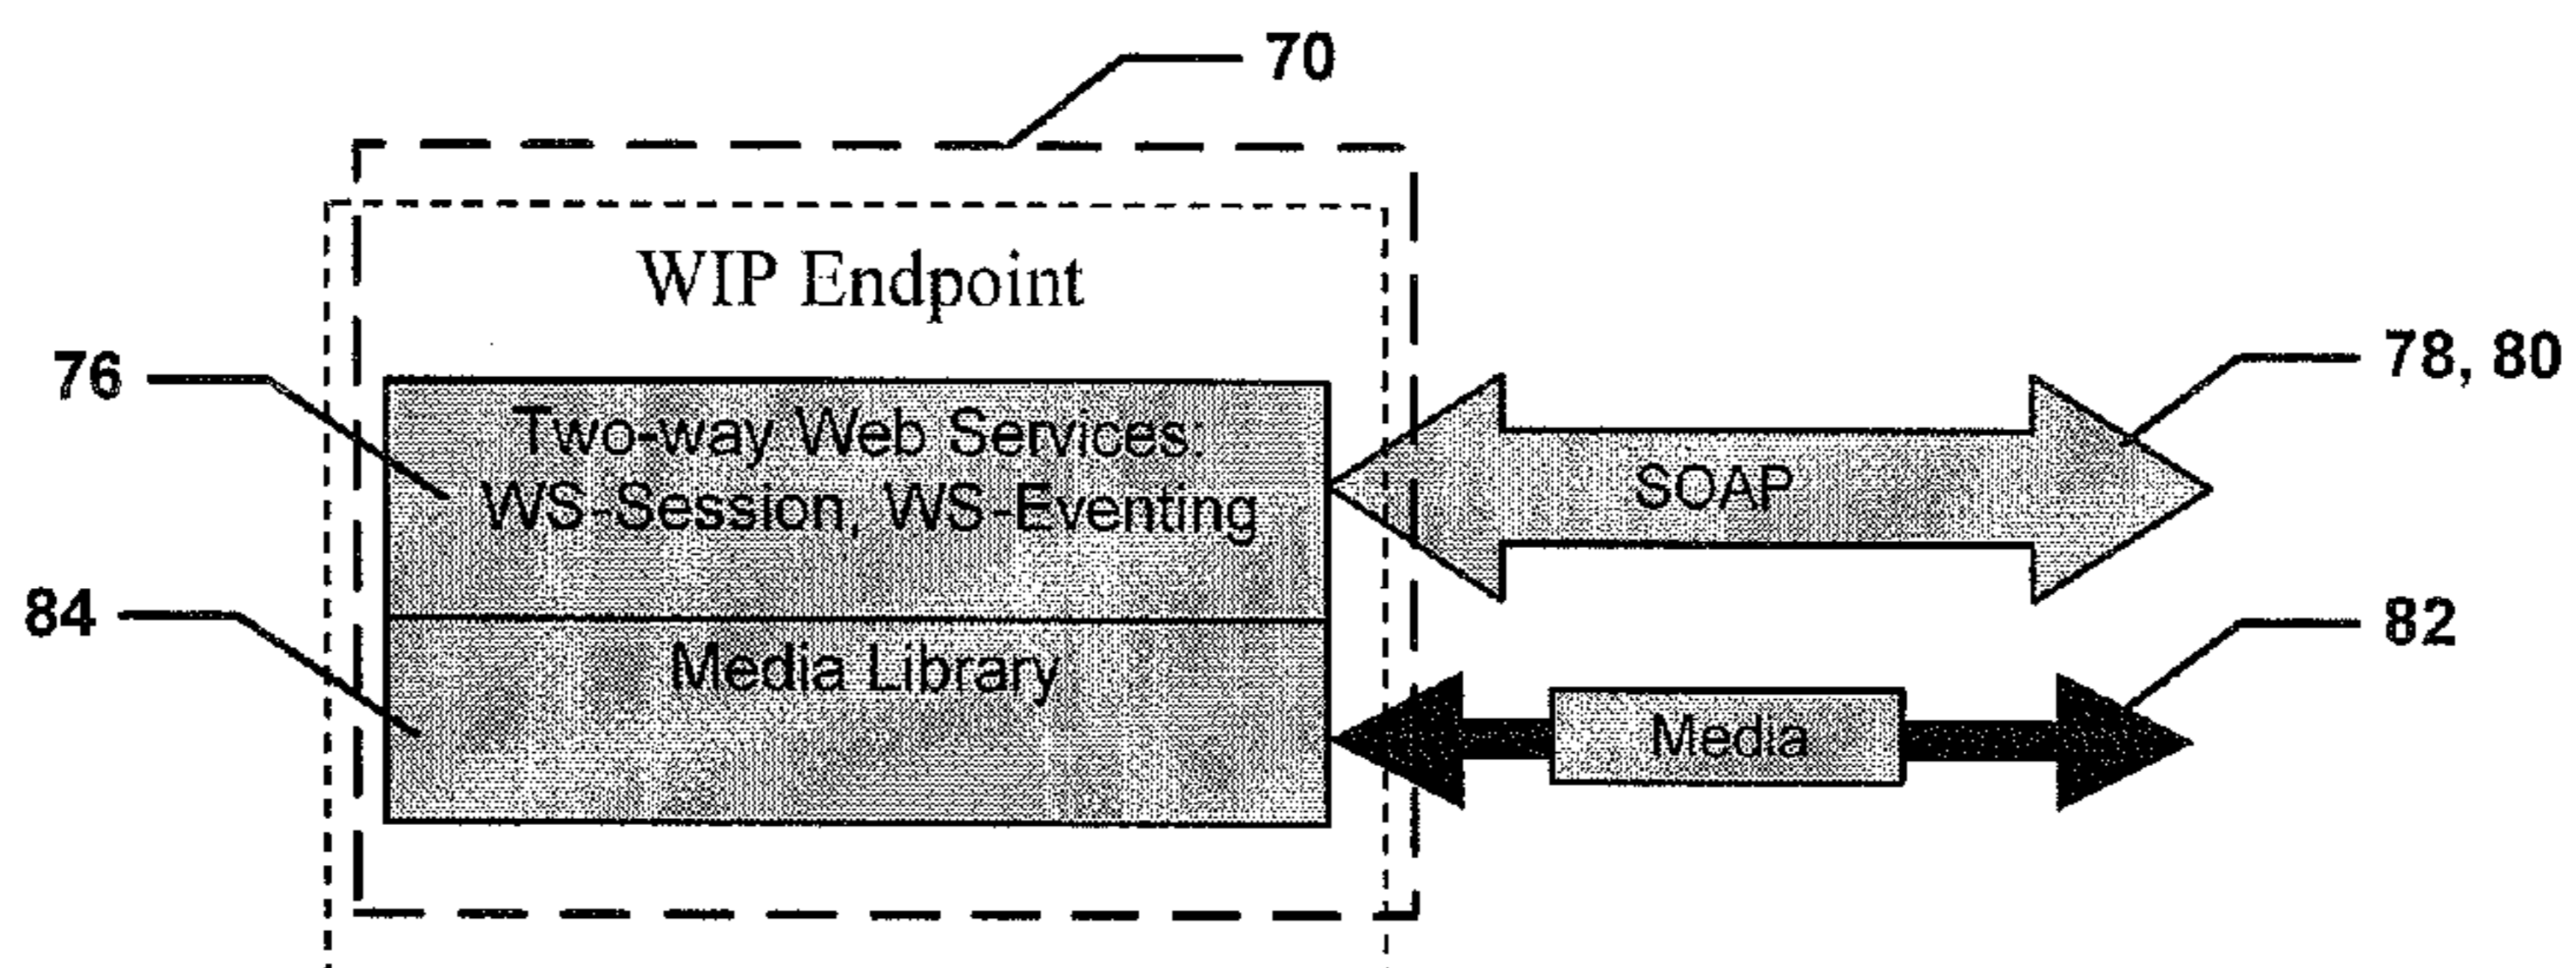 70
WIP Endpoint
76
Two-way Web Services:
WS-Session, WS-Eventing
78, 80
SOAP
84
Media Library
82
Media